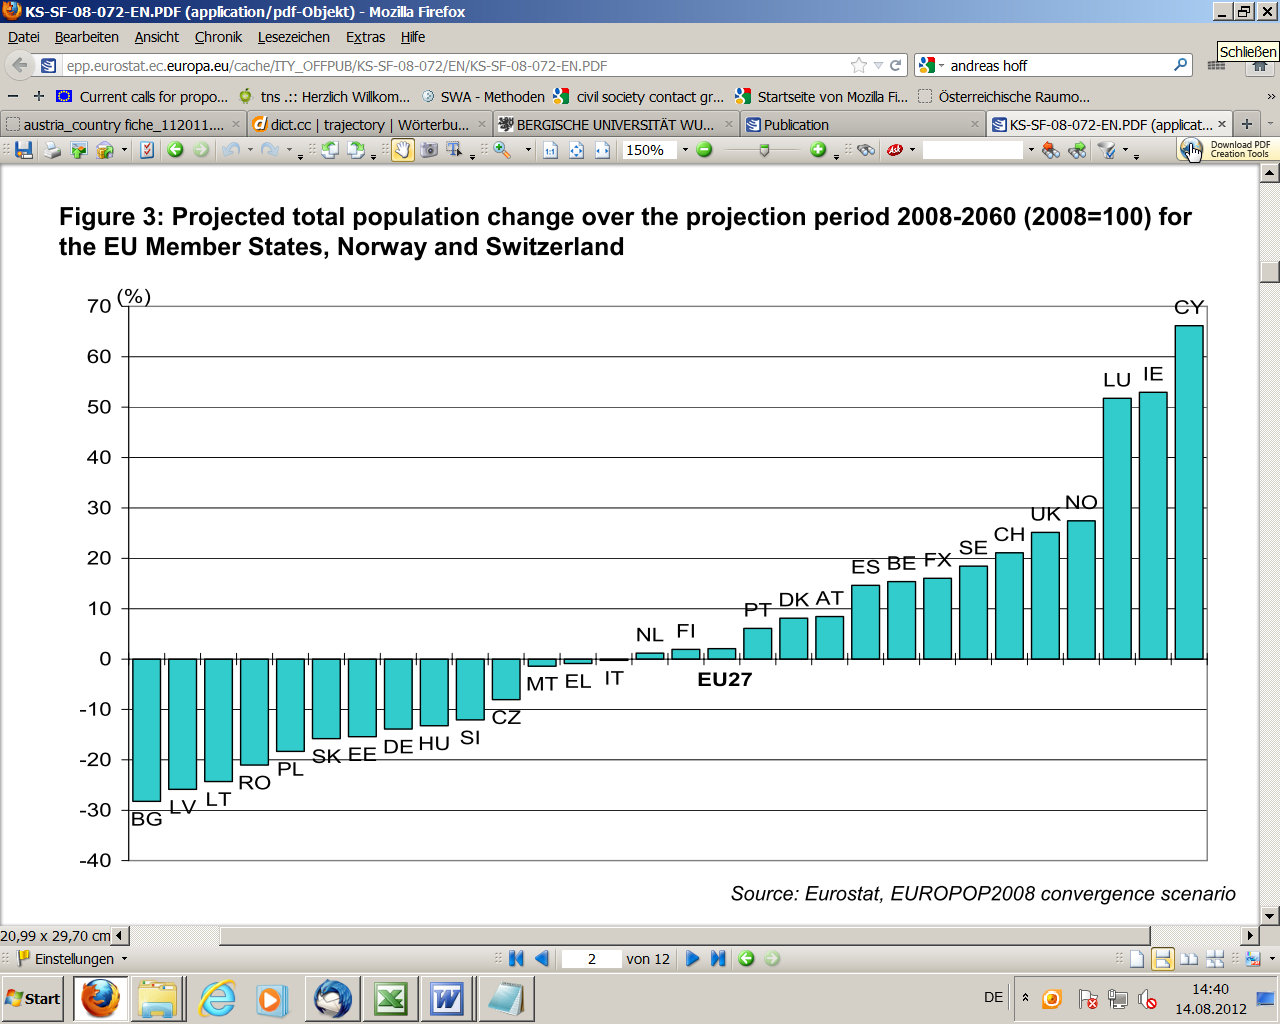 KS-SF-08-072-EN.PDF (application/pdf-Objekt) - Mozilla Firefox
Datei Bearbeiten Ansicht Chronik Lesezeichen Extras Hilfe
Schließen
epp.eurostat.ec.europa.eu/cache/ITY_OFFPUB/KS-SF-08-072/EN/KS-SF-08-072-EN.PDF
andreas hoff
Current calls for propo... tns .:: Herzlich Willkom... SWA - Methoden civil society contact gr... Startseite von Mozilla Fi... Österreichische Raumo... »
austria_country fiche_112011.... dict.cc | trajectory | Wörterbu... BERGISCHE UNIVERSITÄT WU... Publication KS-SF-08-072-EN.PDF (applicat...
1:1 150% Ask Download PDF
Creation Tools
Figure 3: Projected total population change over the projection period 2008-2060 (2008=100) for
the EU Member States, Norway and Switzerland
(%)
70
60
50
40
30
20
10
0
-10
-20
-30
-40
BG LV LT RO PL SK EE DE HU SI CZ MT EL IT NL FI EU27 PT DK AT ES BE FX SE CH UK NO LU IE CY
Source: Eurostat, EUROPOP2008 convergence scenario
20,99 x 29,70 cm
Einstellungen 2 von 12
Start DE 14:40
14.08.2012